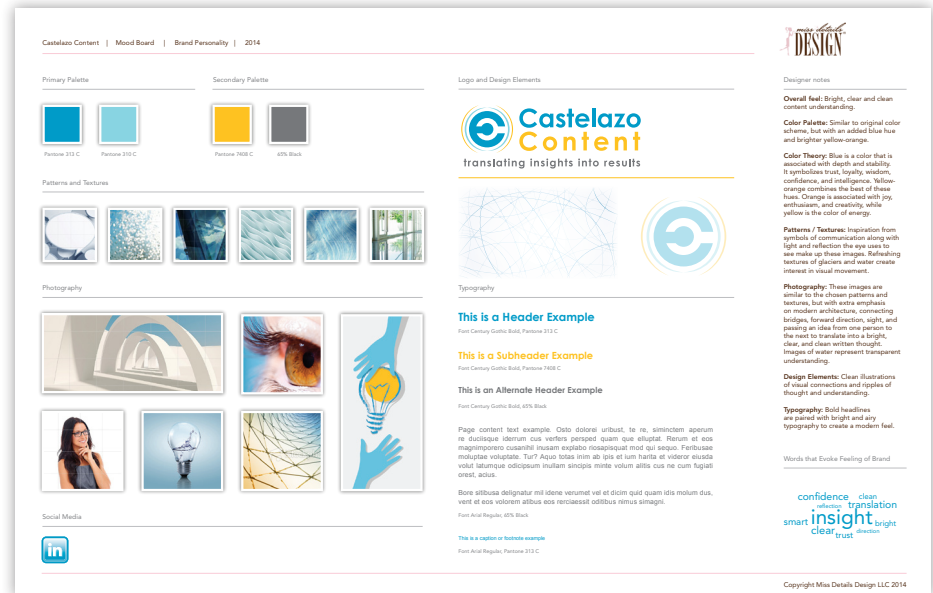 Castelazo Content | Mood Board | Brand Personality | 2014
miss details
DESIGN
Primary Palette
Secondary Palette
Pantone 313 C
Pantone 310 C
Pantone 7408 C
65% Black
Patterns and Textures
Photography
Social Media
in
Logo and Design Elements
Castelazo
Content
translating insights into results
Typography
This is a Header Example
Font Century Gothic Bold, Pantone 313 C
This is a Subheader Example
Font Century Gothic Bold, Pantone 7408 C
This is an Alternate Header Example
Font Century Gothic Bold, 65% Black
Page content text example. Osto dolorei uribust, te re, siminctem aperum
re duciisque iderrum cus verfers persped quam que elluptat. Rerum et eos
magnimporero cusanihil inusam explabo riosapisquat mod qui sequo. Feribusae
moluptae voluptate. Tur? Aquo totas inim ab ipis et ium harita et videror eiusda
volut latumque odicipsum inullam sincipis minte volum alitis cus ne cum fugiati
orest, acius.
Bore sitibusa delignatur mil idene verumet vel et dicim quid quam idis molum dus,
vent et eos volorem atibus eos rerciaessit oditibus nimus simagni.
Font Arial Regular, 65% Black
This is a caption or footnote example
Font Arial Regular, Pantone 313 C
Designer notes
Overall feel: Bright, clear and clean
content understanding.
Color Palette: Similar to original color
scheme, but with an added blue hue
and brighter yellow-orange.
Color Theory: Blue is a color that is
associated with depth and stability.
It symbolizes trust, loyalty, wisdom,
confidence, and intelligence. Yellow-
orange combines the best of these
hues. Orange is associated with joy,
enthusiasm, and creativity, while
yellow is the color of energy.
Patterns / Textures: Inspiration from
symbols of communication along with
light and reflection the eye uses to
see make up these images. Refreshing
textures of glaciers and water create
interest in visual movement.
Photography: These images are
similar to the chosen patterns and
textures, but with extra emphasis
on modern architecture, connecting
bridges, forward direction, sight, and
passing an idea from one person to
the next to translate into a bright,
clear, and clean written thought.
Images of water represent transparent
understanding.
Design Elements: Clean illustrations
of visual connections and ripples of
thought and understanding.
Typography: Bold headlines
are paired with bright and airy
typography to create a modern feel.
Words that Evoke Feeling of Brand
confidence clean
reflection translation
smart insight bright
clear trust direction
Copyright Miss Details Design LLC 2014